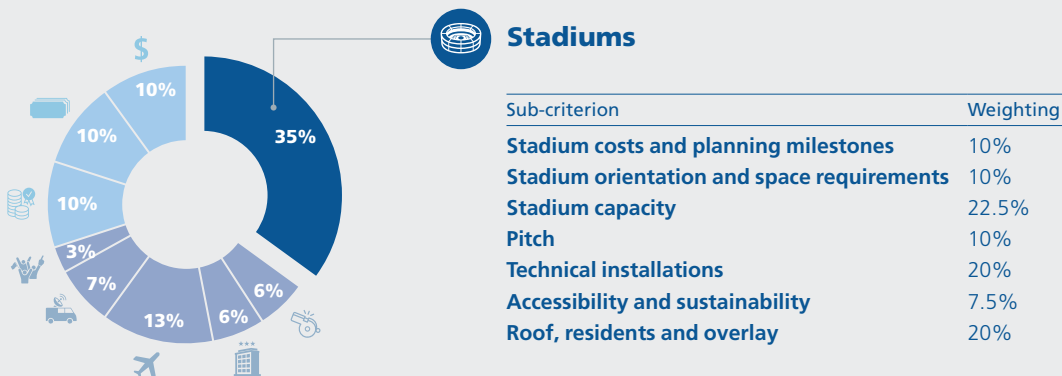 Stadiums
$
10%
35%
10%
10%
3%
7%
13%
6%
6%
Sub-criterion Weighting
Stadium costs and planning milestones 10%
Stadium orientation and space requirements 10%
Stadium capacity 22.5%
Pitch 10%
Technical installations 20%
Accessibility and sustainability 7.5%
Roof, residents and overlay 20%